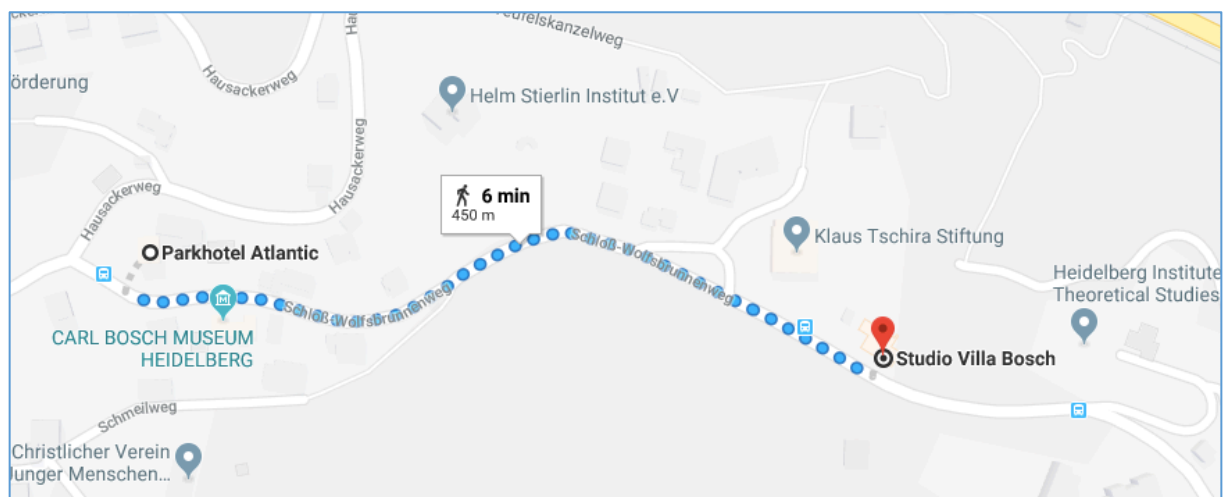 eufelskanzelweg
Hausackerweg
örderung
Helm Stierlin Institut e.V
Hausackerweg
Hausackerweg
6 min
450 m
Parkhotel Atlantic
Schloß-Wolfsbrunnenweg
Klaus Tschira Stiftung
Heidelberg Institute
Theoretical Studies
Schloß-Wolfsbrunnenweg
CARL BOSCH MUSEUM
HEIDELBERG
Studio Villa Bosch
Schmeilweg
Christlicher Verein
Junger Menschen...